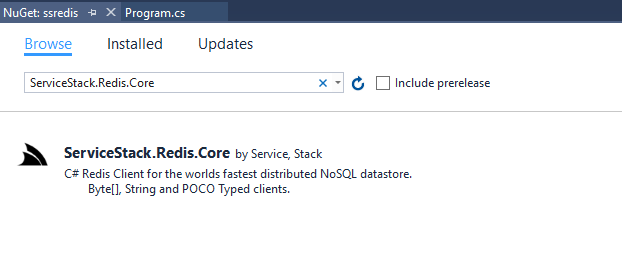 NuGet: ssredis Program.cs
Browse Installed Updates
ServiceStack.Redis.Core Include prerelease
ServiceStack.Redis.Core by Service, Stack
C# Redis Client for the worlds fastest distributed NoSQL datastore.
Byte[], String and POCO Typed clients.